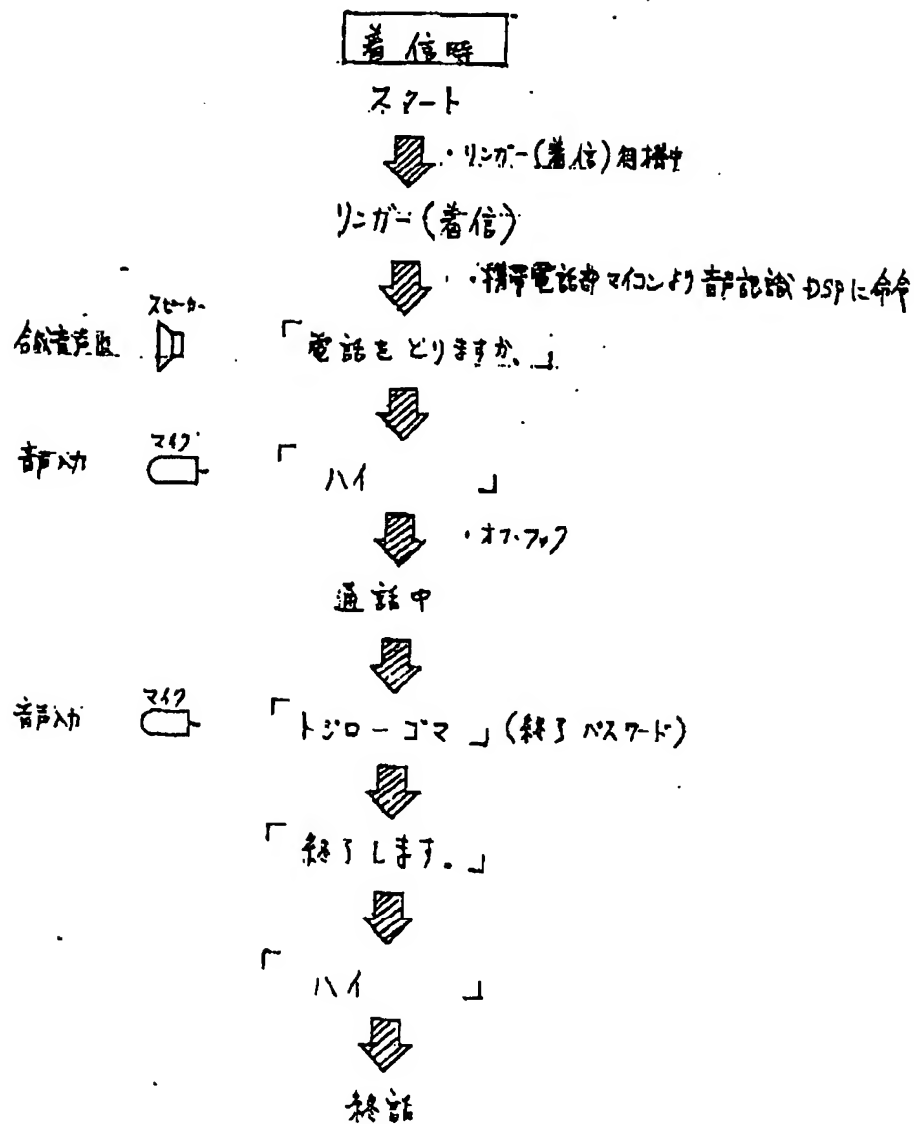 着信時
スタート
・リンガー(着信)待機中
リンガー(着信)
・携帯電話部マイコンより音声認識DSPに命令
スピーカー
合成音声
「電話をとりますか。」
マイク
音声入力
「ハイ」
・オフ・フック
通話中
マイク
音声入力
「トジローゴマ」(終了パスワード)
「終了します。」
「ハイ」
終話